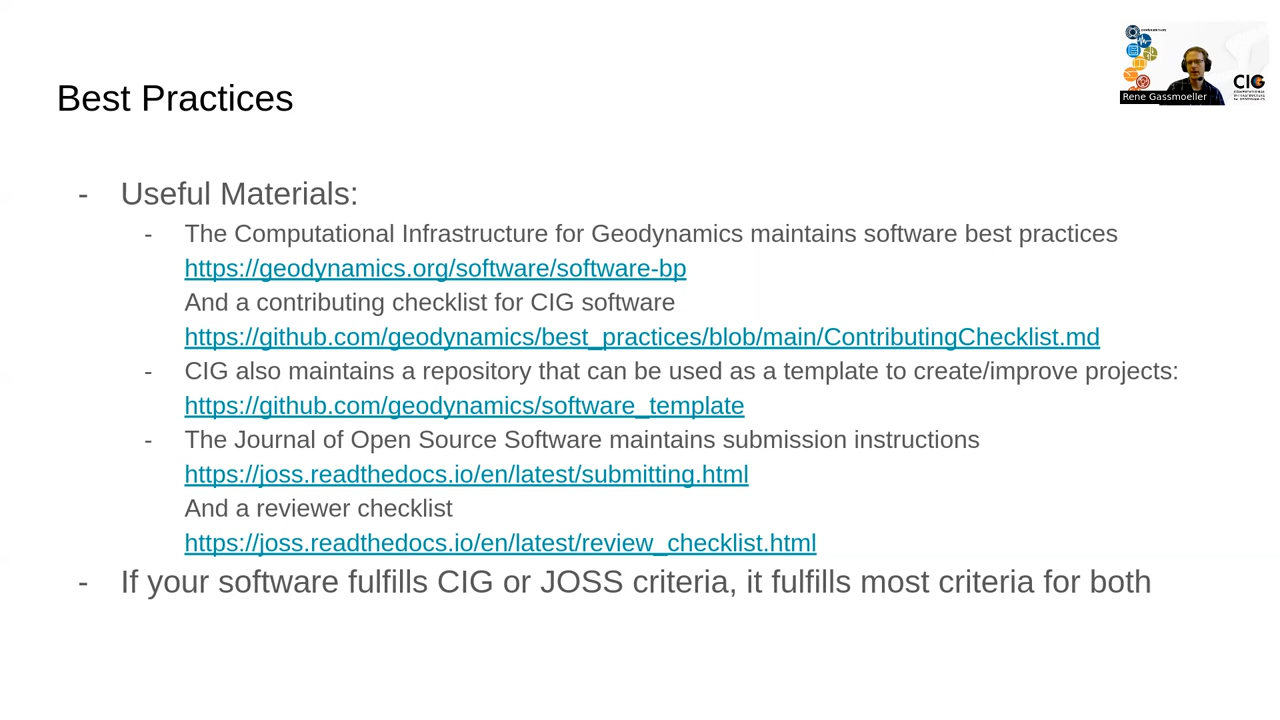 Best Practices
Rene Gassmoeller
CIG
- Useful Materials:
- The Computational Infrastructure for Geodynamics maintains software best practices
https://geodynamics.org/software/software-bp
And a contributing checklist for CIG software
https://github.com/geodynamics/best_practices/blob/main/ContributingChecklist.md
- CIG also maintains a repository that can be used as a template to create/improve projects:
https://github.com/geodynamics/software_template
- The Journal of Open Source Software maintains submission instructions
https://joss.readthedocs.io/en/latest/submitting.html
And a reviewer checklist
https://joss.readthedocs.io/en/latest/review_checklist.html
- If your software fulfills CIG or JOSS criteria, it fulfills most criteria for both